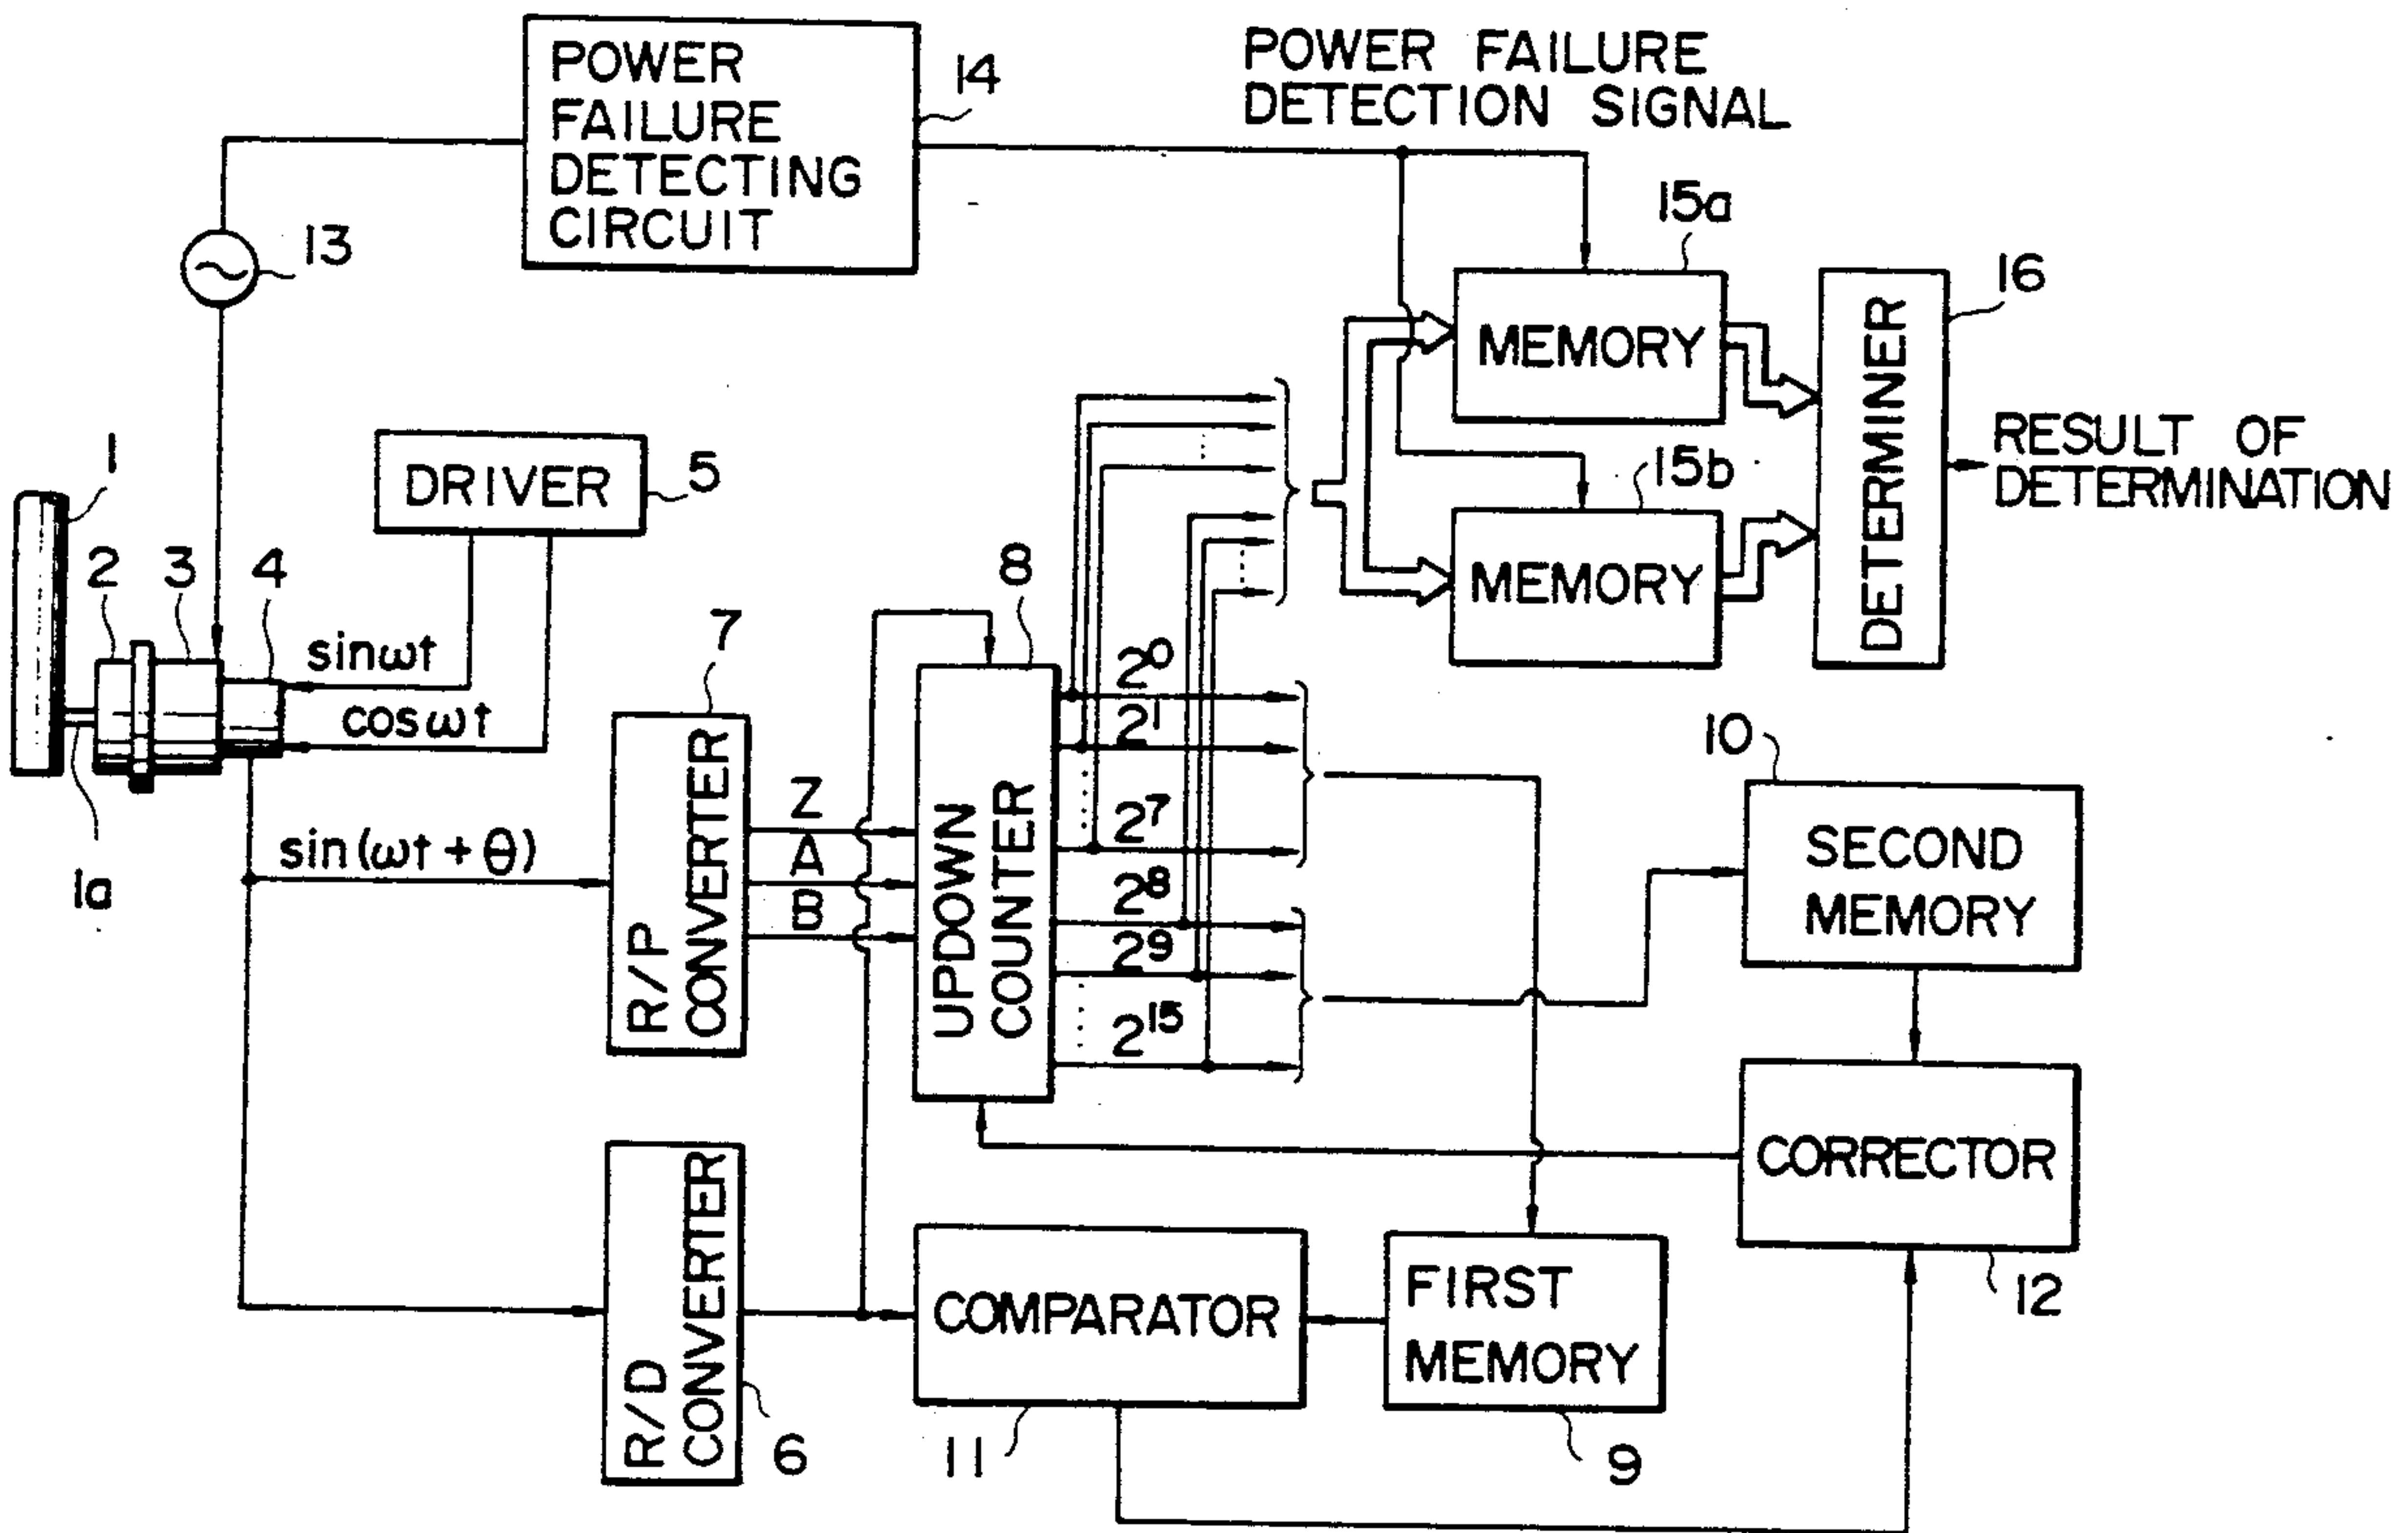 POWER
FAILURE
DETECTING
CIRCUIT
14
POWER FAILURE
DETECTION SIGNAL
13
15a
MEMORY
16
DETERMINER
RESULT OF
DETERMINATION
15b
MEMORY
1
DRIVER
5
2
3
4
sinωt
cosωt
1a
sin(ωt+θ)
7
R/P
CONVERTER
Z
A
B
8
UPDOWN
COUNTER
2⁰
2¹
2⁷
2⁸
2⁹
2¹⁵
10
SECOND
MEMORY
CORRECTOR
12
R/D
CONVERTER
6
COMPARATOR
11
FIRST
MEMORY
9